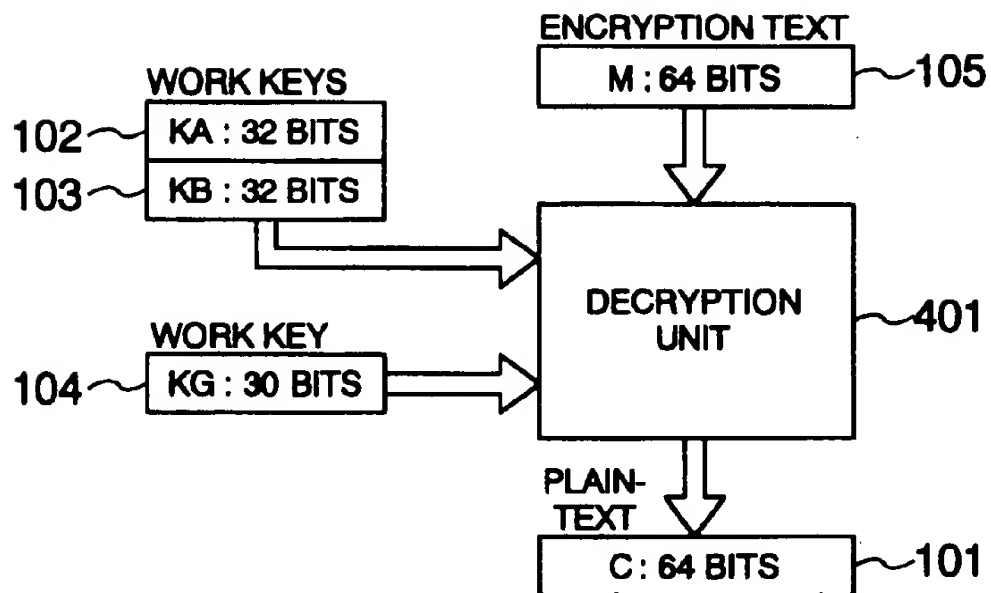 ENCRYPTION TEXT
M : 64 BITS
105
WORK KEYS
102
KA : 32 BITS
103
KB : 32 BITS
DECRYPTION
UNIT
401
WORK KEY
104
KG : 30 BITS
PLAIN-
TEXT
C : 64 BITS
101